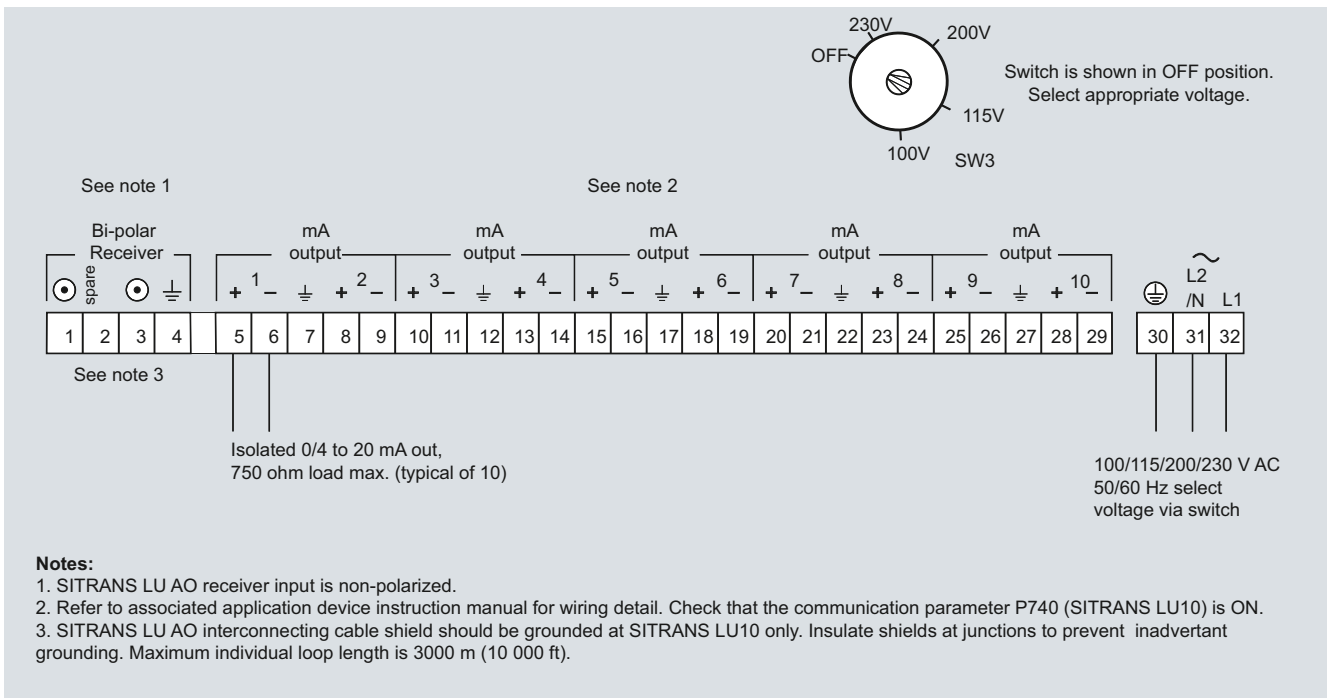 230V
200V
OFF
Switch is shown in OFF position.
Select appropriate voltage.
115V
100V
SW3
See note 1
See note 2
Bi-polar
Receiver
mA
output
mA
output
mA
output
mA
output
mA
output
spare
+ 1 – + 2 – + 3 – + 4 – + 5 – + 6 – + 7 – + 8 – + 9 – + 10 –
L2
/N
L1
1 2 3 4 5 6 7 8 9 10 11 12 13 14 15 16 17 18 19 20 21 22 23 24 25 26 27 28 29 30 31 32
See note 3
Isolated 0/4 to 20 mA out,
750 ohm load max. (typical of 10)
100/115/200/230 V AC
50/60 Hz select
voltage via switch
Notes:
1. SITRANS LU AO receiver input is non-polarized.
2. Refer to associated application device instruction manual for wiring detail. Check that the communication parameter P740 (SITRANS LU10) is ON.
3. SITRANS LU AO interconnecting cable shield should be grounded at SITRANS LU10 only. Insulate shields at junctions to prevent inadvertant
grounding. Maximum individual loop length is 3000 m (10 000 ft).